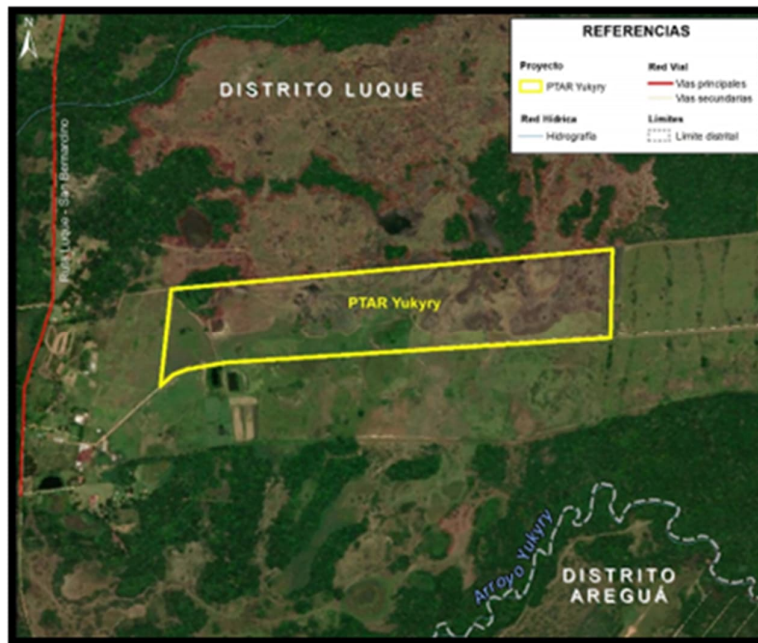 N
REFERENCIAS
Proyecto
PTAR Yukyry
Red Vial
Vías principales
Vías secundarias
Red Hídrica
Hidrografía
Límites
Límite distrital
DISTRITO LUQUE
Ruta Luque - San Bernardino
PTAR Yukyry
Arroyo Yukyry
DISTRITO
AREGUÁ